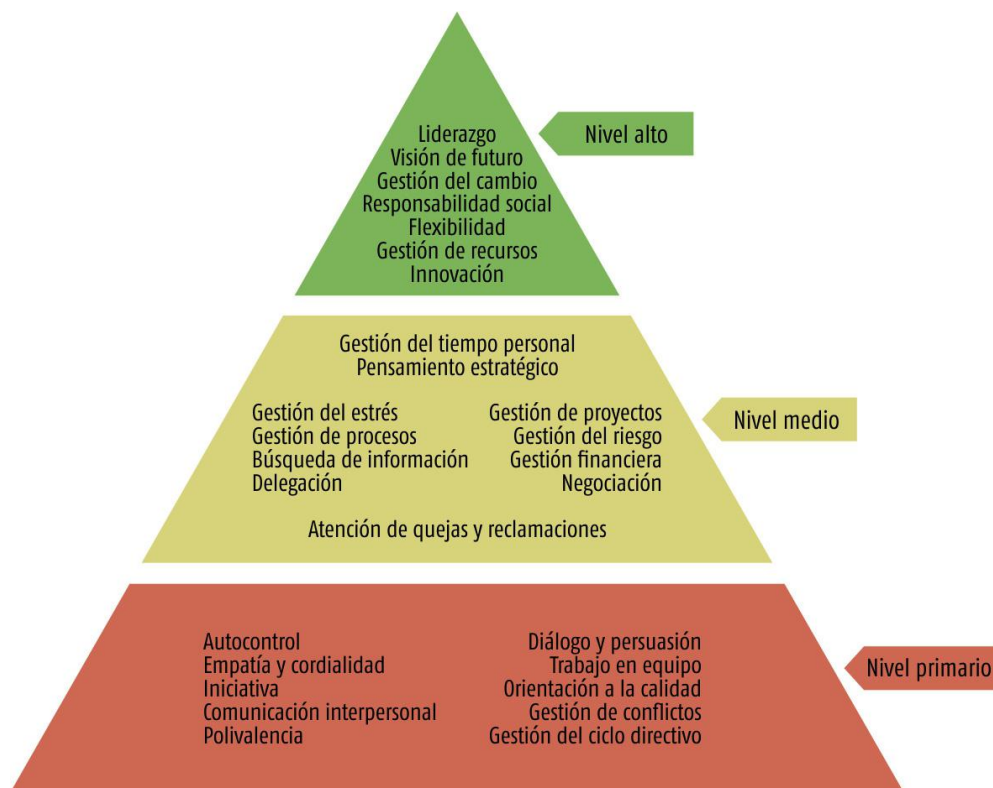 Liderazgo
Visión de futuro
Gestión del cambio
Responsabilidad social
Flexibilidad
Gestión de recursos
Innovación
Nivel alto
Gestión del tiempo personal
Pensamiento estratégico
Gestión del estrés
Gestión de procesos
Búsqueda de información
Delegación
Gestión de proyectos
Gestión del riesgo
Gestión financiera
Negociación
Atención de quejas y reclamaciones
Nivel medio
Autocontrol
Empatía y cordialidad
Iniciativa
Comunicación interpersonal
Polivalencia
Diálogo y persuasión
Trabajo en equipo
Orientación a la calidad
Gestión de conflictos
Gestión del ciclo directivo
Nivel primario